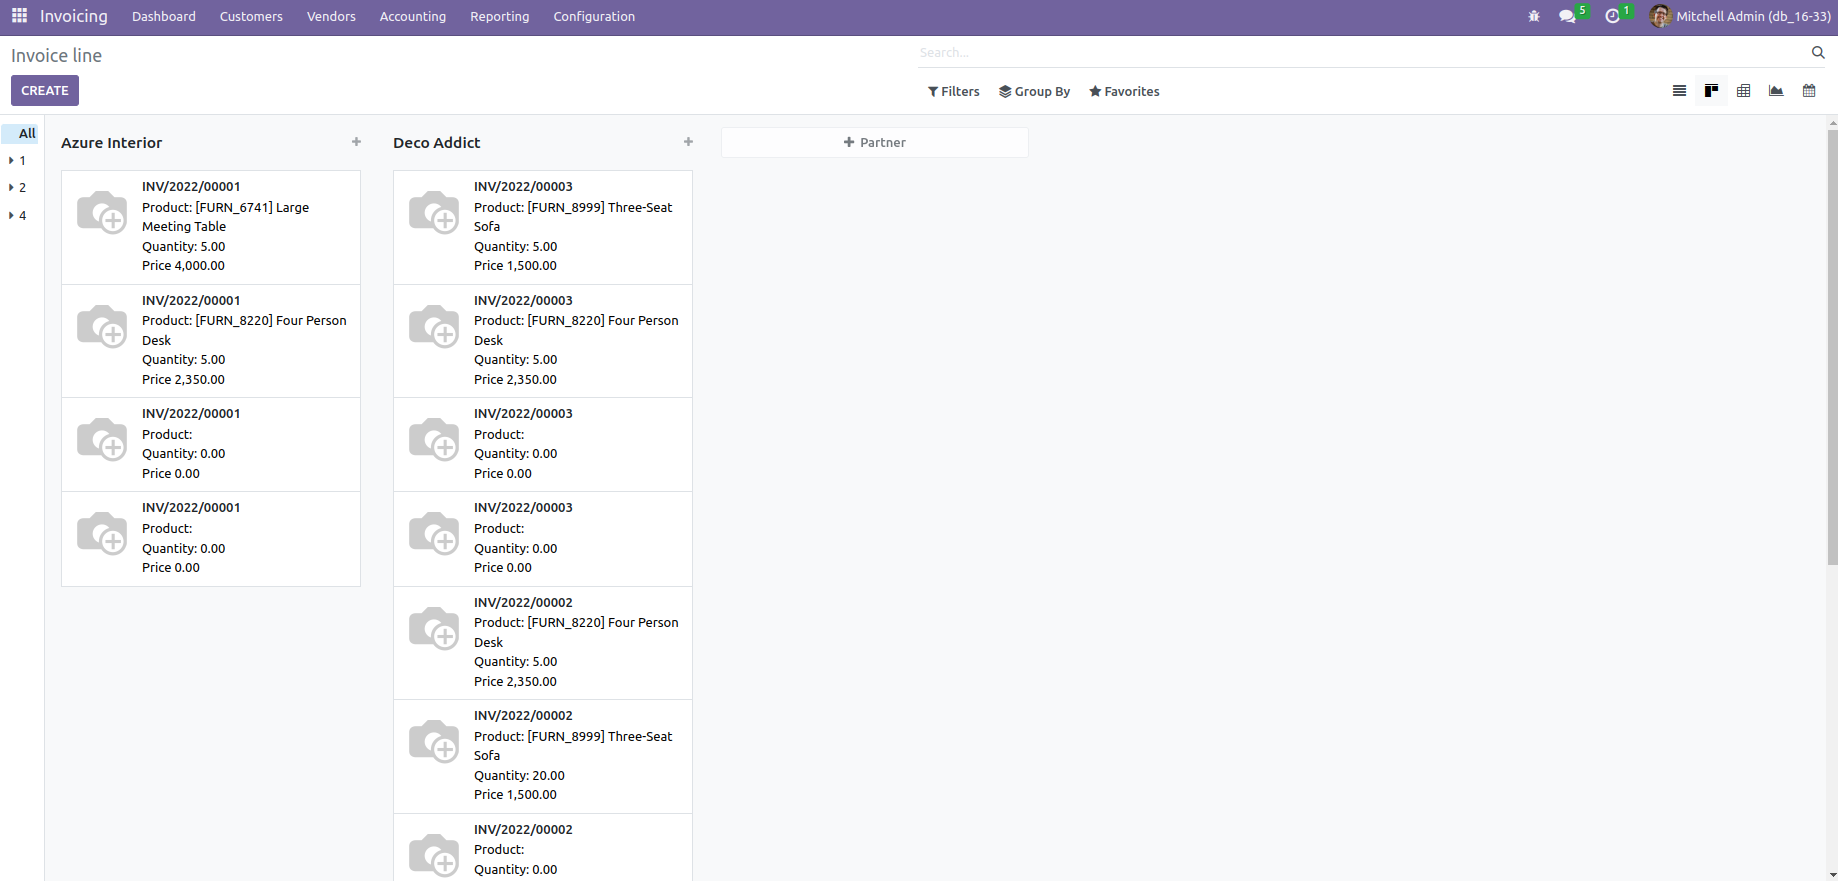 Invoicing Dashboard Customers Vendors Accounting Reporting Configuration 5 1 Mitchell Admin (db_16-33)
Invoice line
Search...
CREATE
Filters Group By Favorites
All
1
2
4
Azure Interior
INV/2022/00001
Product: [FURN_6741] Large
Meeting Table
Quantity: 5.00
Price 4,000.00
INV/2022/00001
Product: [FURN_8220] Four Person
Desk
Quantity: 5.00
Price 2,350.00
INV/2022/00001
Product:
Quantity: 0.00
Price 0.00
INV/2022/00001
Product:
Quantity: 0.00
Price 0.00
Deco Addict
INV/2022/00003
Product: [FURN_8999] Three-Seat
Sofa
Quantity: 5.00
Price 1,500.00
INV/2022/00003
Product: [FURN_8220] Four Person
Desk
Quantity: 5.00
Price 2,350.00
INV/2022/00003
Product:
Quantity: 0.00
Price 0.00
INV/2022/00003
Product:
Quantity: 0.00
Price 0.00
INV/2022/00002
Product: [FURN_8220] Four Person
Desk
Quantity: 5.00
Price 2,350.00
INV/2022/00002
Product: [FURN_8999] Three-Seat
Sofa
Quantity: 20.00
Price 1,500.00
INV/2022/00002
Product:
Quantity: 0.00
Partner